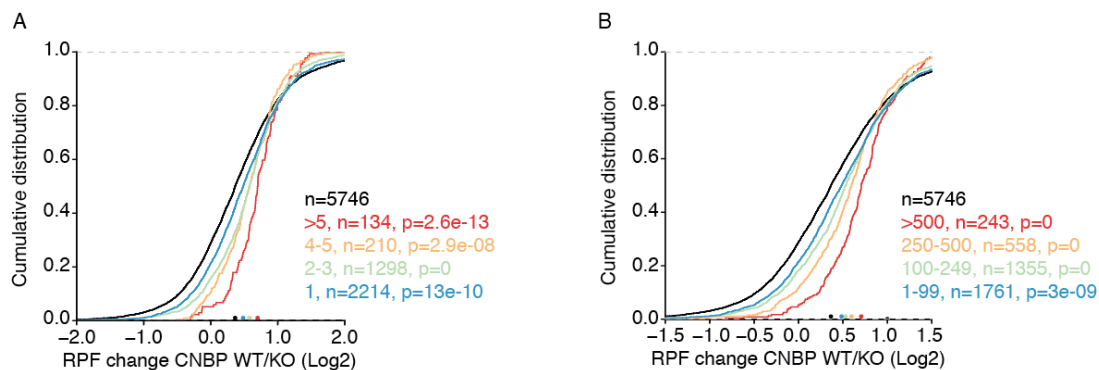 A
1.0
0.8
0.6
0.4
0.2
0.0
Cumulative distribution
n=5746
>5, n=134, p=2.6e-13
4-5, n=210, p=2.9e-08
2-3, n=1298, p=0
1, n=2214, p=13e-10
-2.0 -1.0 0.0 1.0 2.0
RPF change CNBP WT/KO (Log2)
B
1.0
0.8
0.6
0.4
0.2
0.0
Cumulative distribution
n=5746
>500, n=243, p=0
250-500, n=558, p=0
100-249, n=1355, p=0
1-99, n=1761, p=3e-09
-1.5 -1.0 -0.5 0.0 0.5 1.0 1.5
RPF change CNBP WT/KO (Log2)